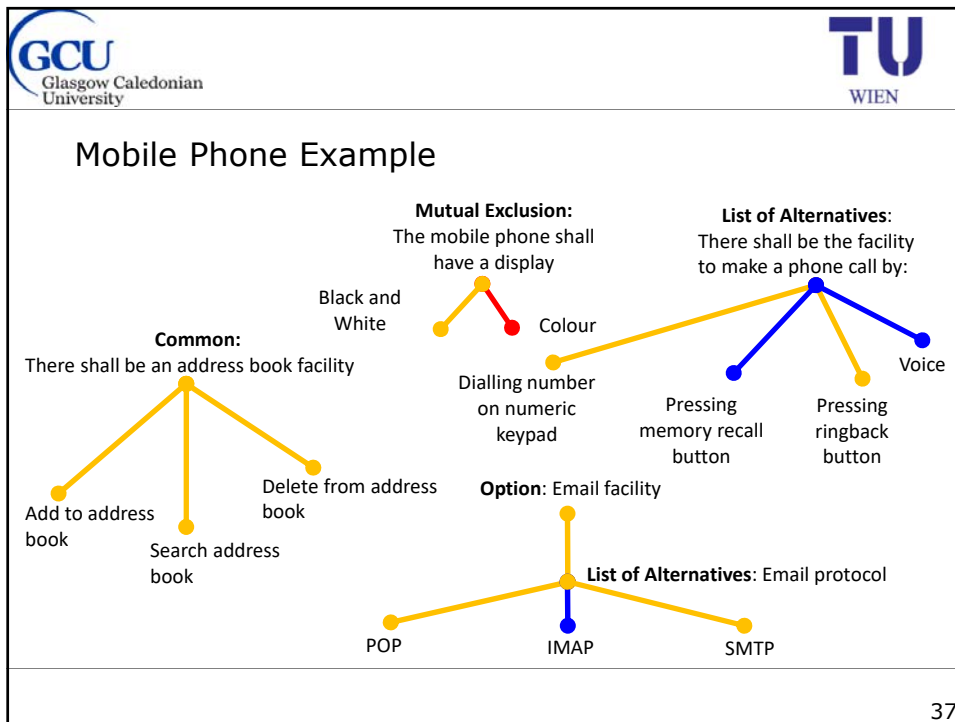 GCU
Glasgow Caledonian
University
TU
WIEN
Mobile Phone Example
Mutual Exclusion:
The mobile phone shall
have a display
Black and
White
Colour
List of Alternatives:
There shall be the facility
to make a phone call by:
Dialling number
on numeric
keypad
Pressing
memory recall
button
Pressing
ringback
button
Voice
Common:
There shall be an address book facility
Add to address
book
Search address
book
Delete from address
book
Option: Email facility
List of Alternatives: Email protocol
POP
IMAP
SMTP
37